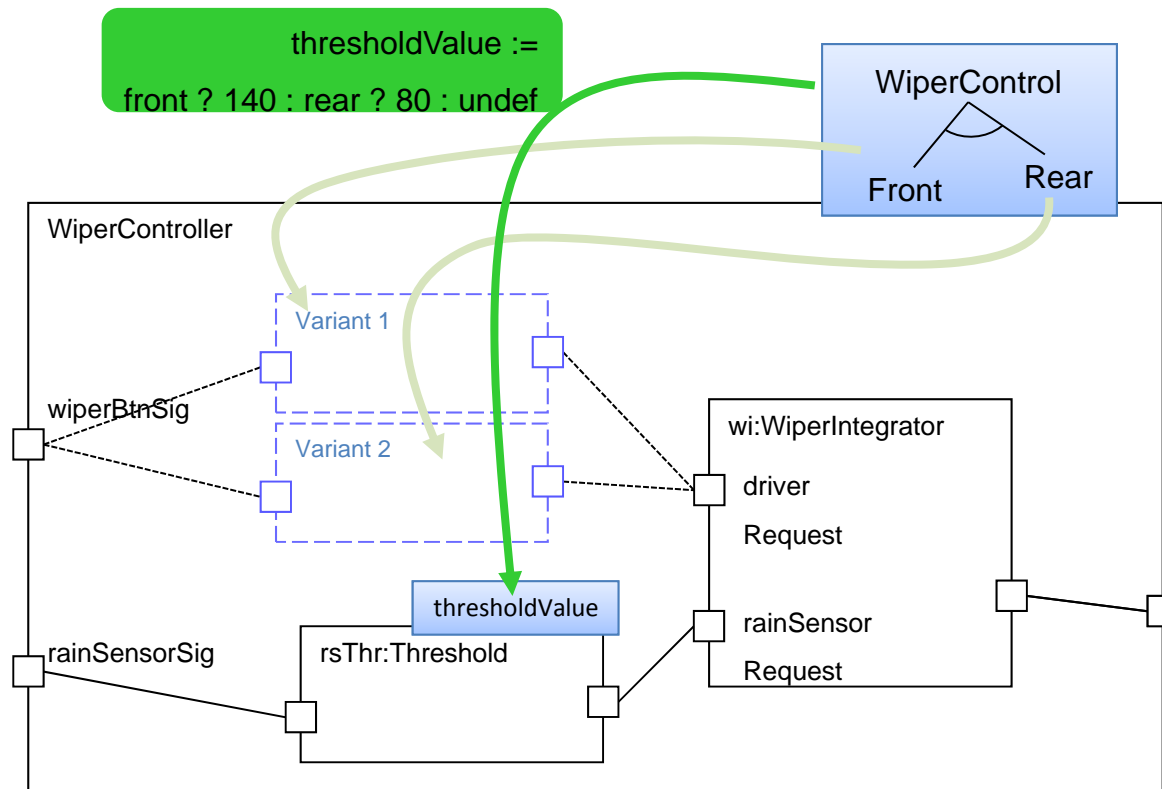 thresholdValue :=
front ? 140 : rear ? 80 : undef
WiperControl
Front
Rear
WiperController
Variant 1
wiperBtnSig
Variant 2
wi:WiperIntegrator
driver
Request
thresholdValue
rainSensor
Request
rainSensorSig
rsThr:Threshold